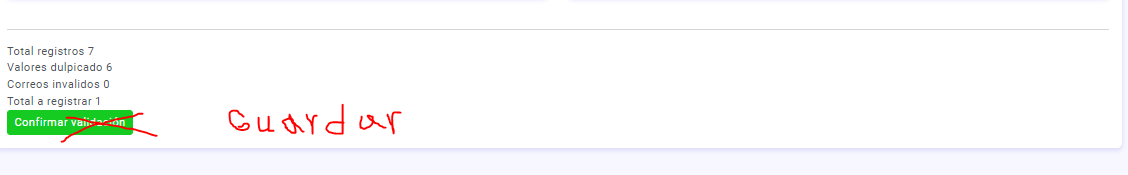 Total registros 7
Valores dulpicado 6
Correos invalidos 0
Total a registrar 1
Confirmar validación Guardar